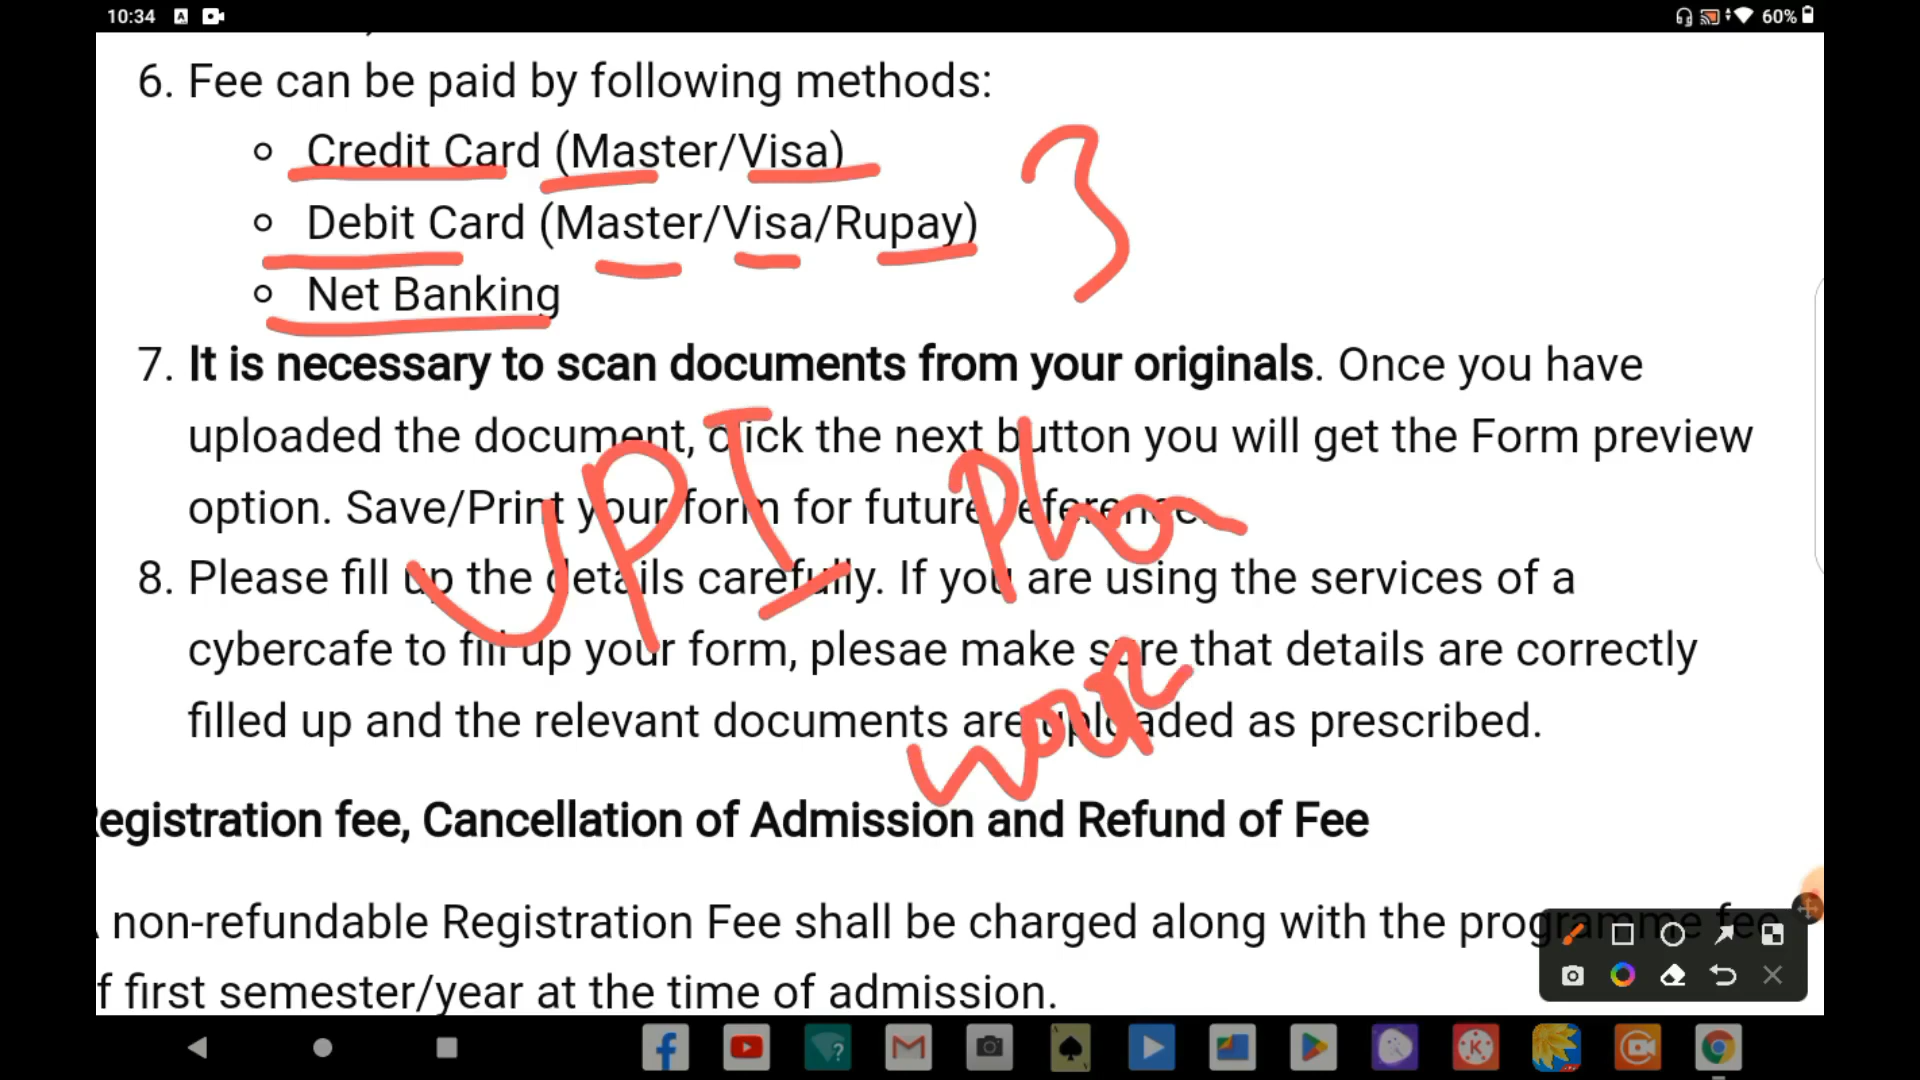 10:34
60%
6. Fee can be paid by following methods:
Credit Card (Master/Visa)
Debit Card (Master/Visa/Rupay)
Net Banking
3
7. It is necessary to scan documents from your originals. Once you have
uploaded the document, click the next button you will get the Form preview
option. Save/Print your form for future reference.
UPI
8. Please fill up the details carefully. If you are using the services of a
cybercafe to fill up your form, plesae make sure that details are correctly
filled up and the relevant documents are uploaded as prescribed.
egistration fee, Cancellation of Admission and Refund of Fee
non-refundable Registration Fee shall be charged along with the programme fee
f first semester/year at the time of admission.